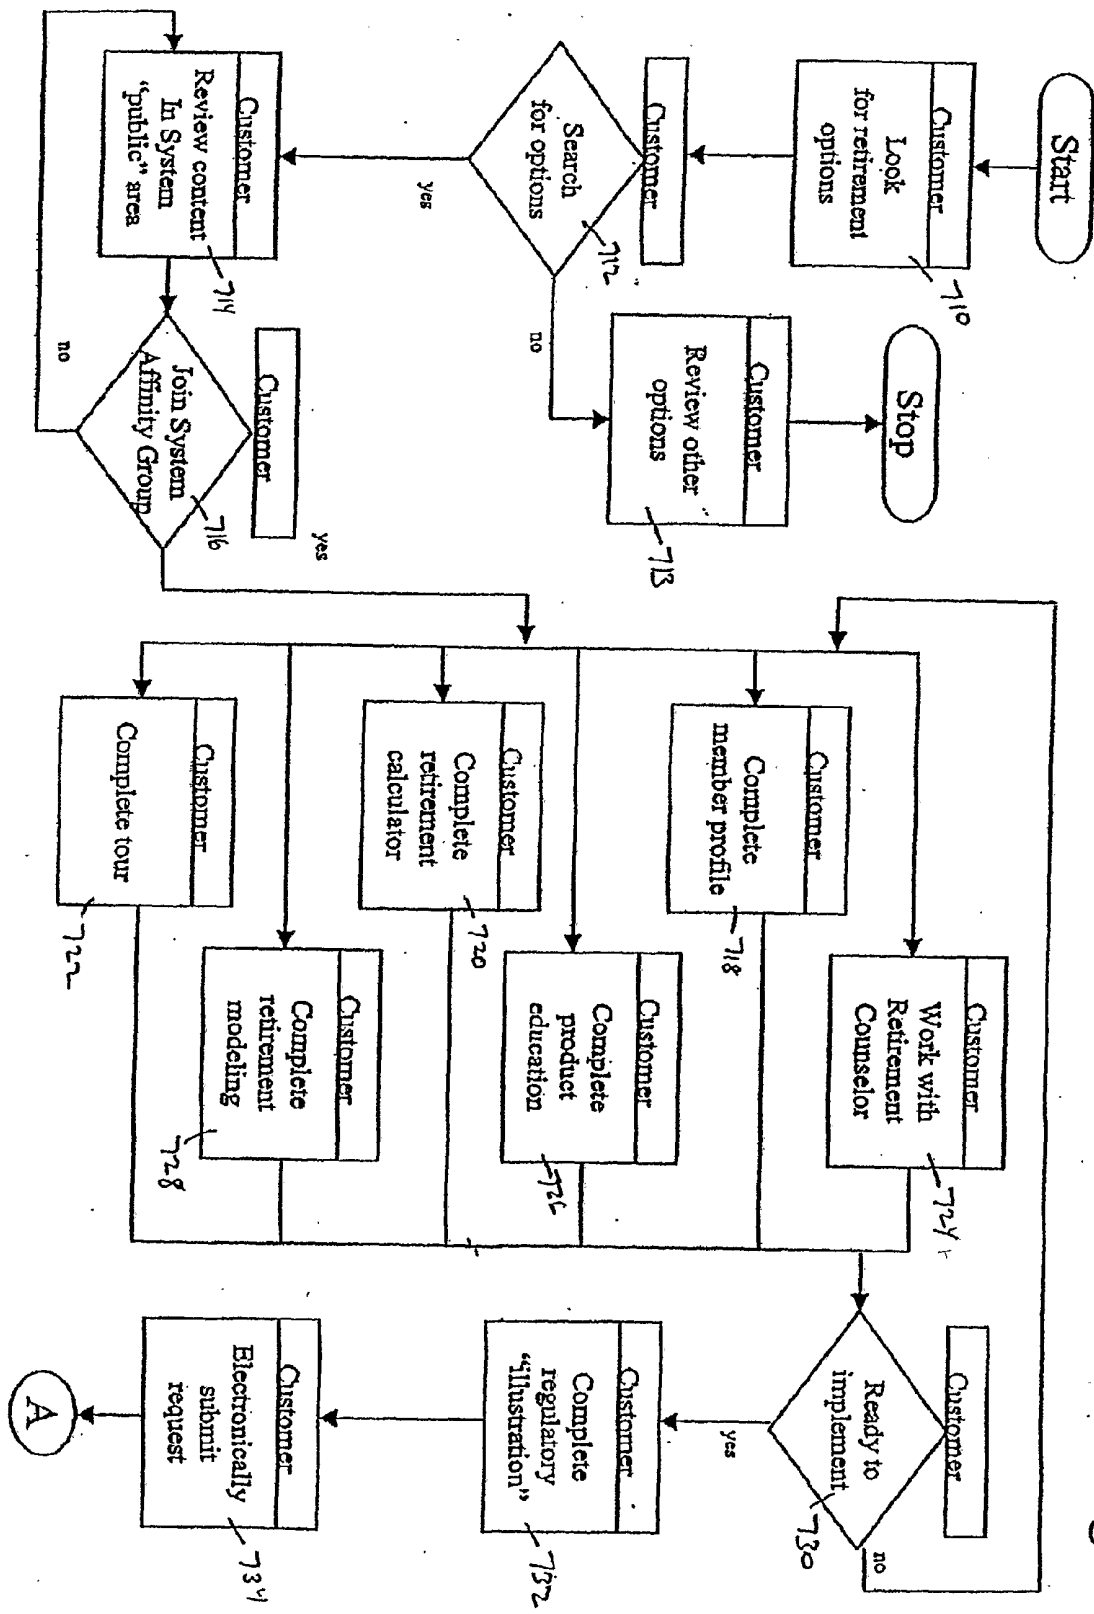 Start
Customer
Look
for retirement
options
710
Customer
Search
for options
712
yes
no
Customer
Review other
options
713
Stop
Customer
Review content
In System
"public" area
714
Customer
Join System
Affinity Group
716
yes
no
Customer
Work with
Retirement
Counselor
724
Customer
Complete
member profile
718
Customer
Complete
product
education
726
Customer
Complete
retirement
calculator
720
Customer
Complete
retirement
modeling
728
Customer
Complete tour
722
Customer
Ready to
implement
730
no
yes
Customer
Complete
regulatory
"illustration"
732
Customer
Electronically
submit
request
734
A